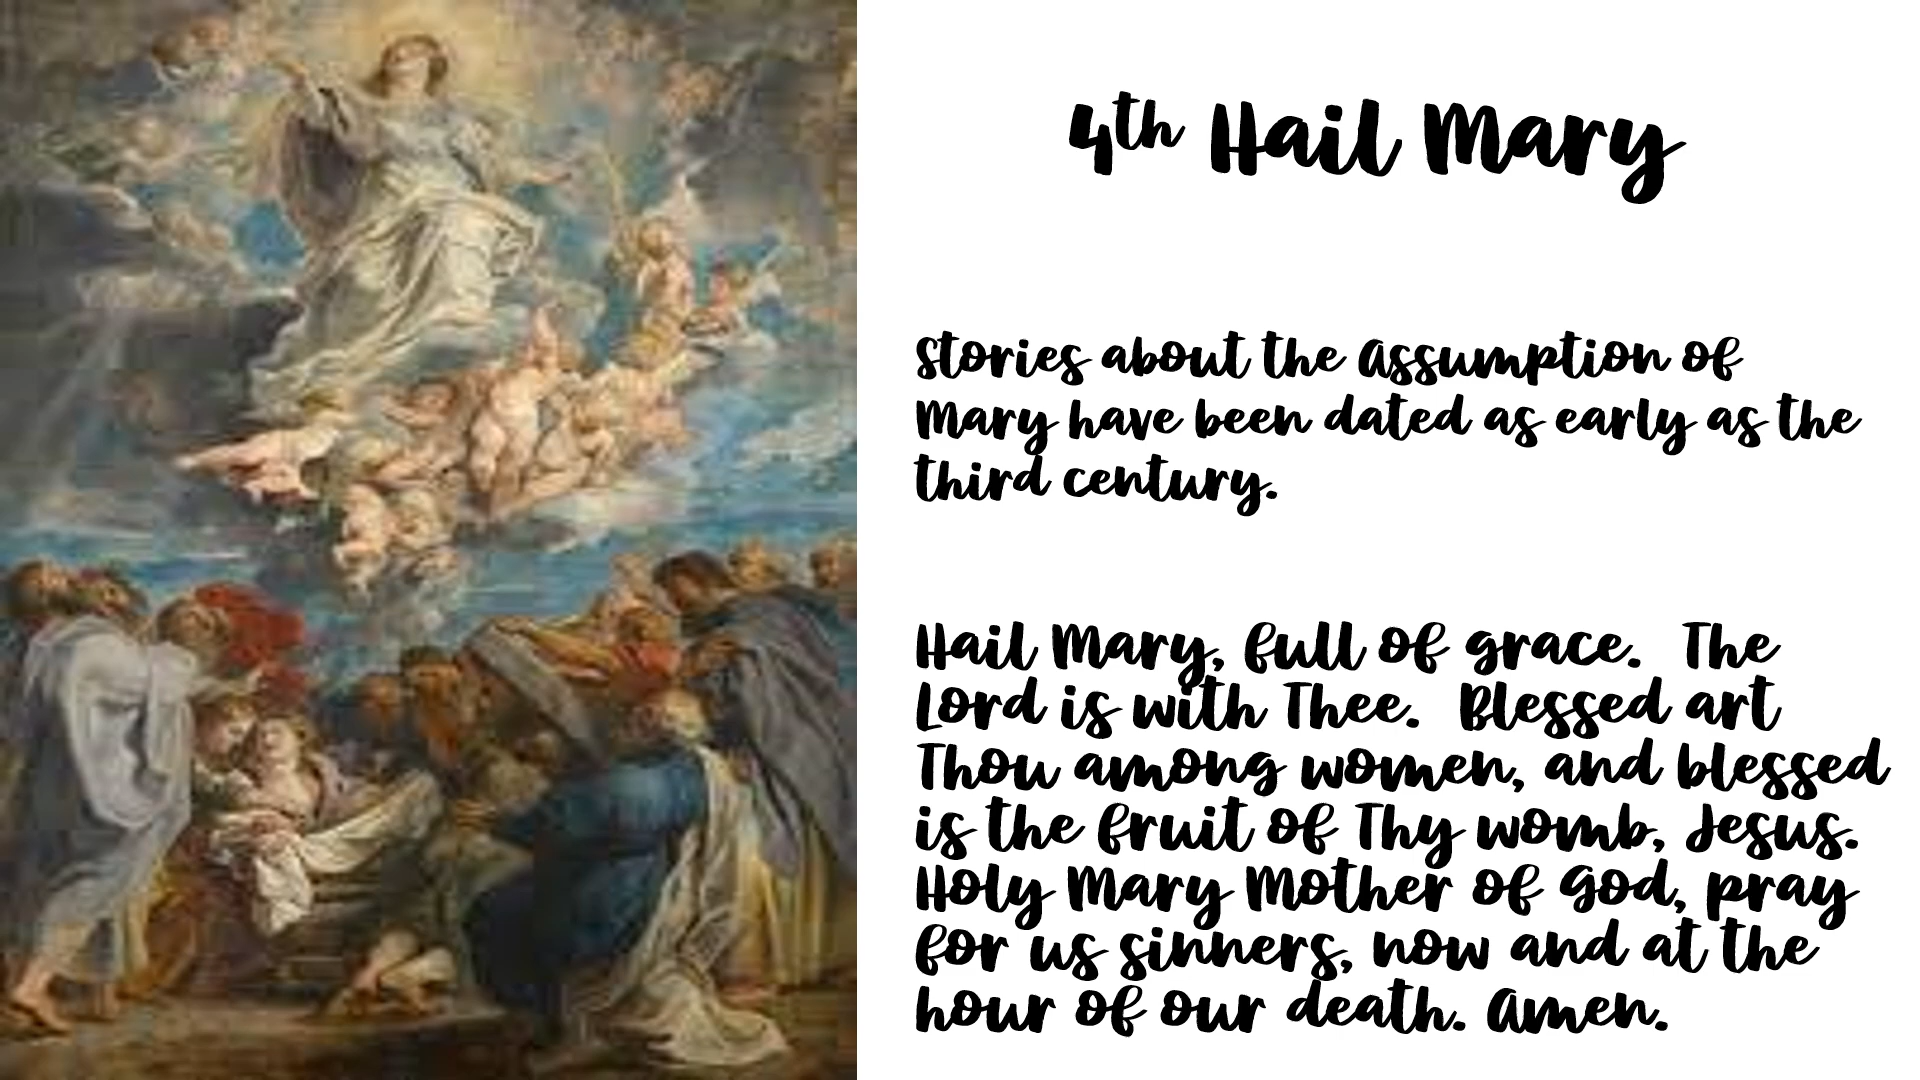 4th Hail Mary
Stories about the Assumption of
Mary have been dated as early as the
third century.
Hail Mary, full of grace.  The
Lord is with Thee.  Blessed art
Thou among women, and blessed
is the fruit of Thy womb, Jesus.
Holy Mary Mother of God, pray
for us sinners, now and at the
hour of our death. Amen.